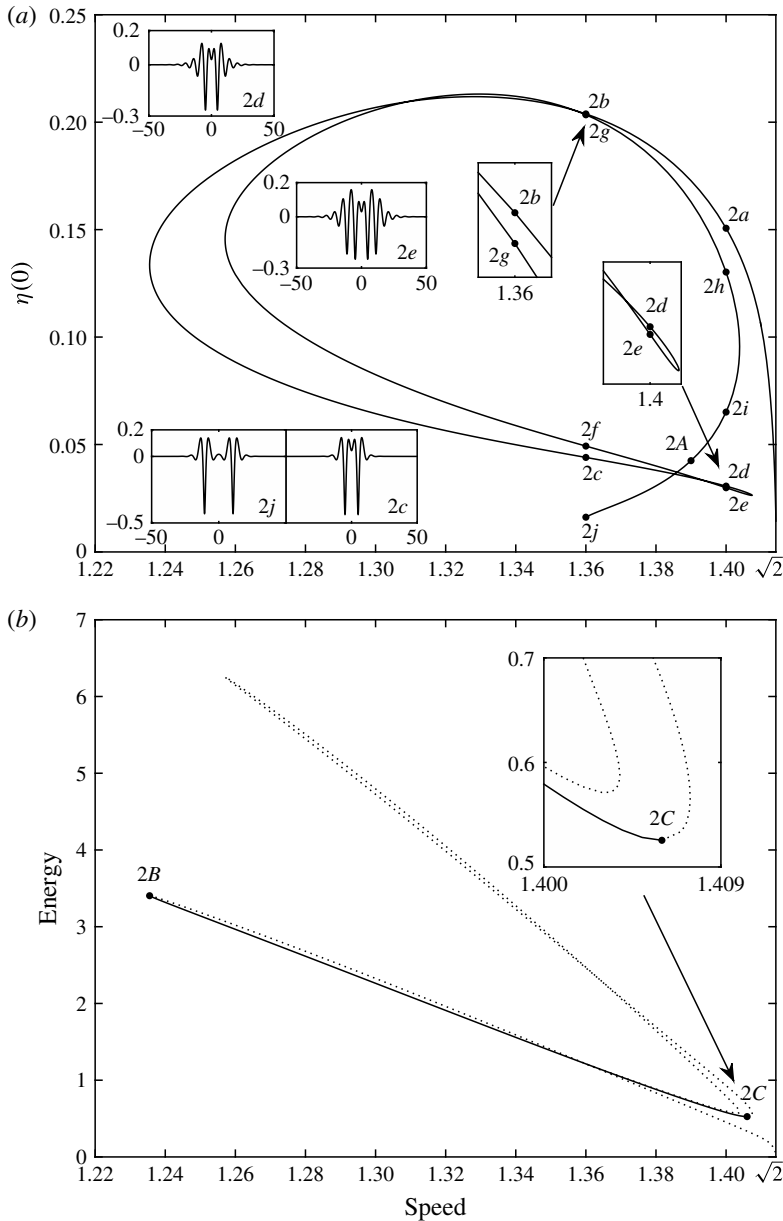 (a)
0.25
0.20
0.15
0.10
0.05
0
η(0)
0.2
0
−0.3
−50
0
50
2d
0.2
0
−0.3
−50
0
50
2e
2b
2g
1.36
2b
2g
2a
2h
2d
2e
1.4
2i
2f
2c
2A
2d
2e
2j
0.2
0
−0.5
−50
0
0
50
2j
2c
1.22
1.24
1.26
1.28
1.30
1.32
1.34
1.36
1.38
1.40
√2
(b)
7
6
5
4
3
2
1
0
Energy
0.7
0.6
0.5
2C
1.400
1.409
2B
2C
1.22
1.24
1.26
1.28
1.30
1.32
1.34
1.36
1.38
1.40
√2
Speed